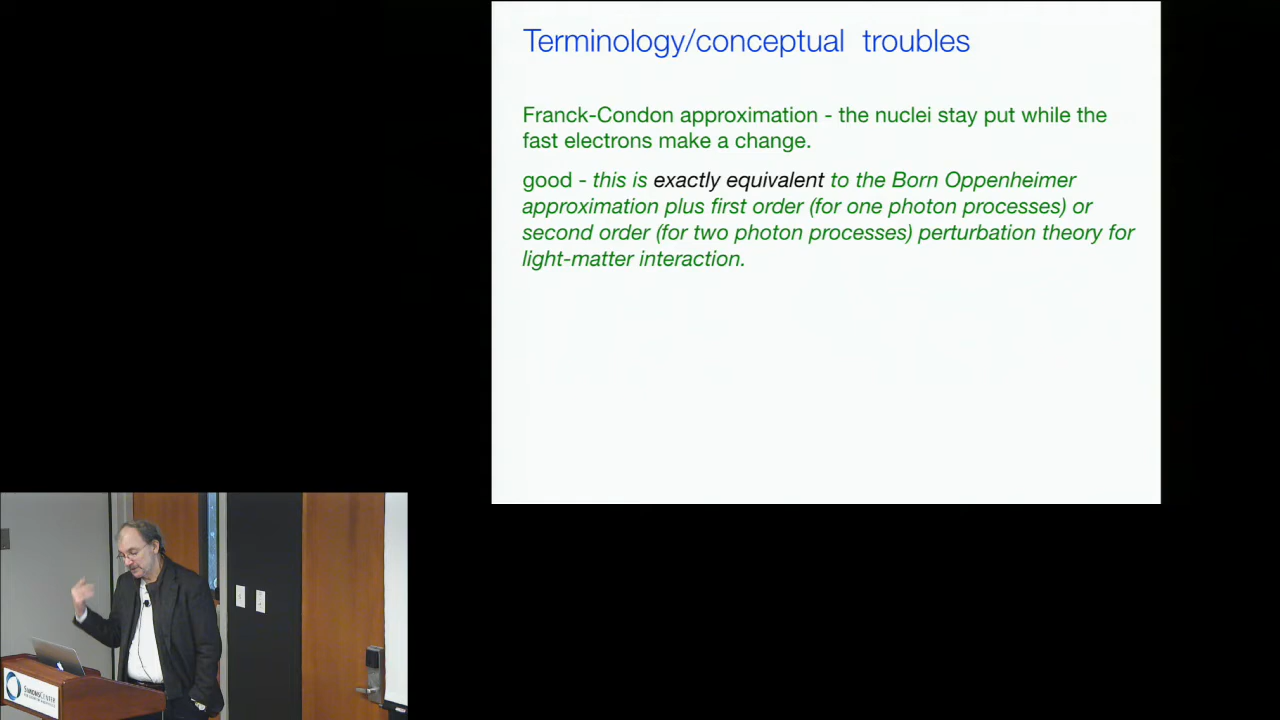 Terminology/conceptual troubles
Franck-Condon approximation - the nuclei stay put while the
fast electrons make a change.
good - this is exactly equivalent to the Born Oppenheimer
approximation plus first order (for one photon processes) or
second order (for two photon processes) perturbation theory for
light-matter interaction.
SIMONS CENTER